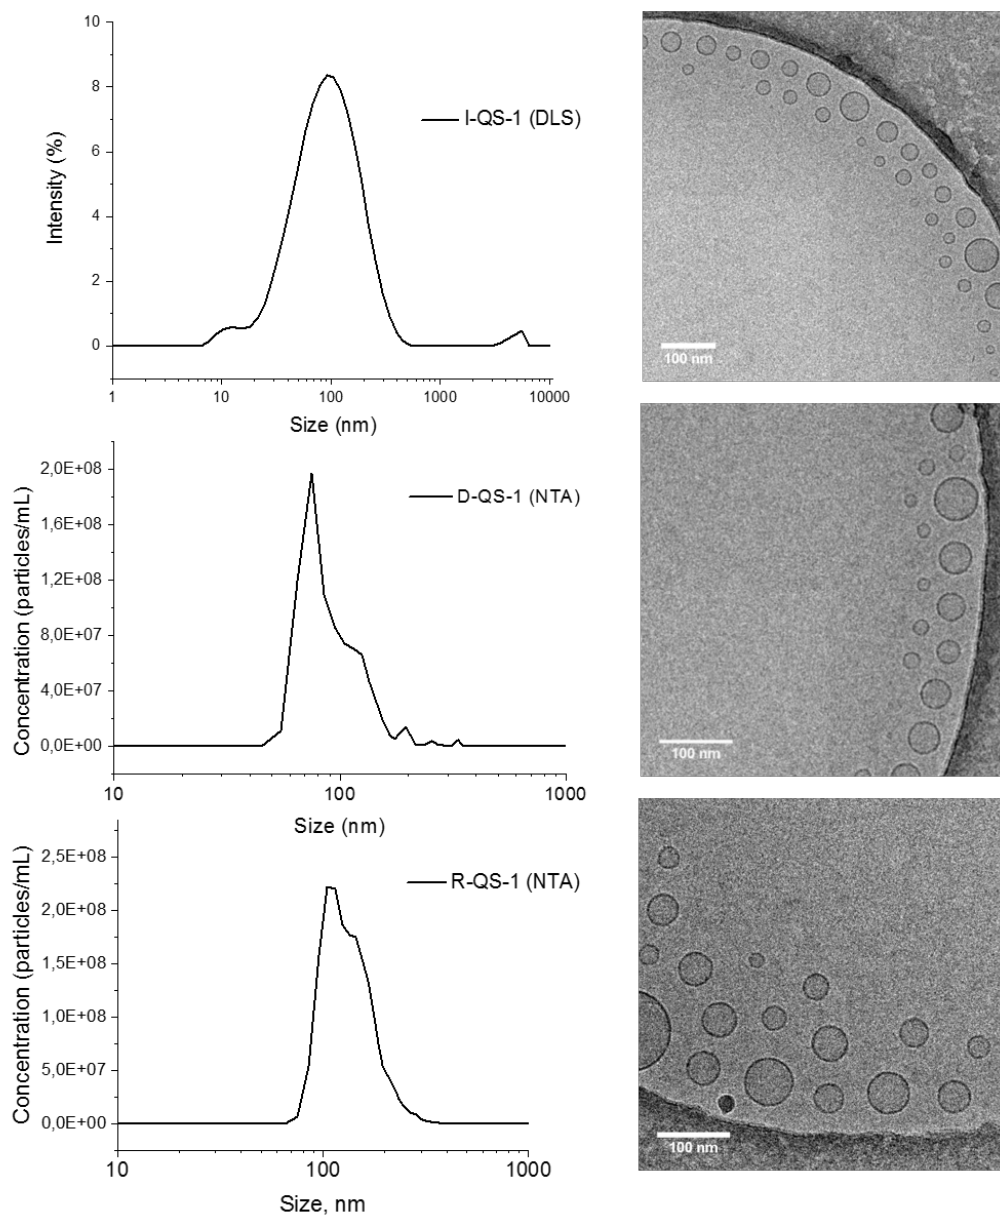 10
8
6
4
2
0
Intensity (%)
I-QS-1 (DLS)
1
10
100
1000
10000
Size (nm)
100 nm
2,0E+08
1,6E+08
1,2E+08
8,0E+07
4,0E+07
0,0E+00
Concentration (particles/mL)
D-QS-1 (NTA)
10
100
1000
Size (nm)
100 nm
2,5E+08
2,0E+08
1,5E+08
1,0E+08
5,0E+07
0,0E+00
Concentration (particles/mL)
R-QS-1 (NTA)
10
100
1000
Size, nm
100 nm